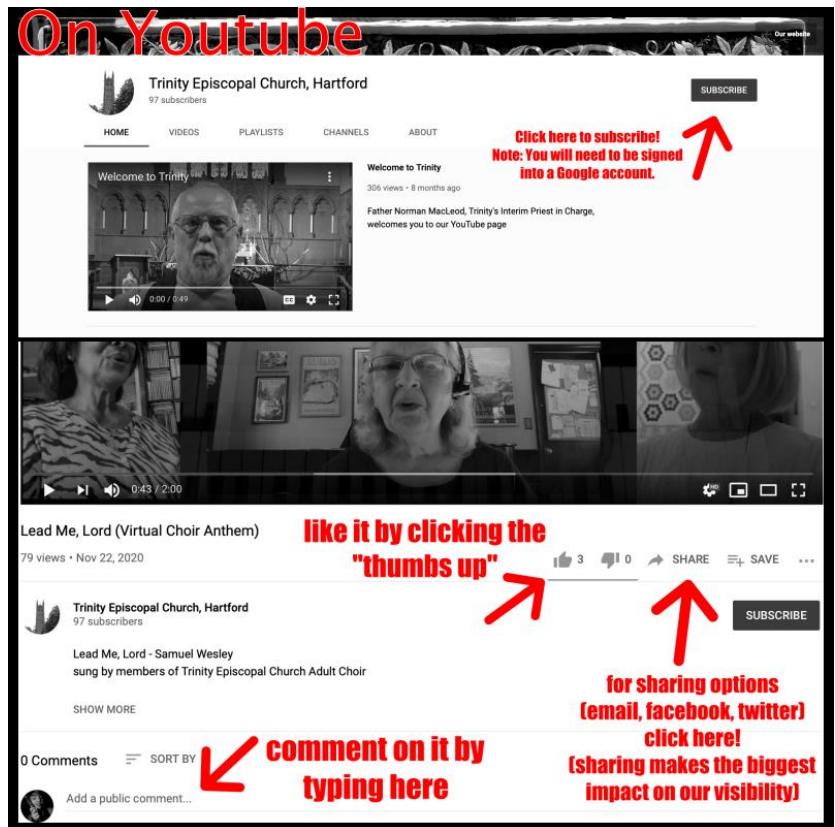 On Youtube
Our website
Trinity Episcopal Church, Hartford
97 subscribers
SUBSCRIBE
HOME VIDEOS PLAYLISTS CHANNELS ABOUT
Click here to subscribe!
Note: You will need to be signed
into a Google account.
Welcome to Trinity
Welcome to Trinity
306 views • 8 months ago
Father Norman MacLeod, Trinity's Interim Priest in Charge,
welcomes you to our YouTube page
0:00 / 0:49
CC
0:43 / 2:00
HD
Lead Me, Lord (Virtual Choir Anthem)
79 views • Nov 22, 2020
like it by clicking the
"thumbs up"
3 0 SHARE SAVE
Trinity Episcopal Church, Hartford
97 subscribers
SUBSCRIBE
Lead Me, Lord - Samuel Wesley
sung by members of Trinity Episcopal Church Adult Choir
SHOW MORE
for sharing options
(email, facebook, twitter)
click here!
(sharing makes the biggest
impact on our visibility)
0 Comments SORT BY
comment on it by
typing here
Add a public comment...